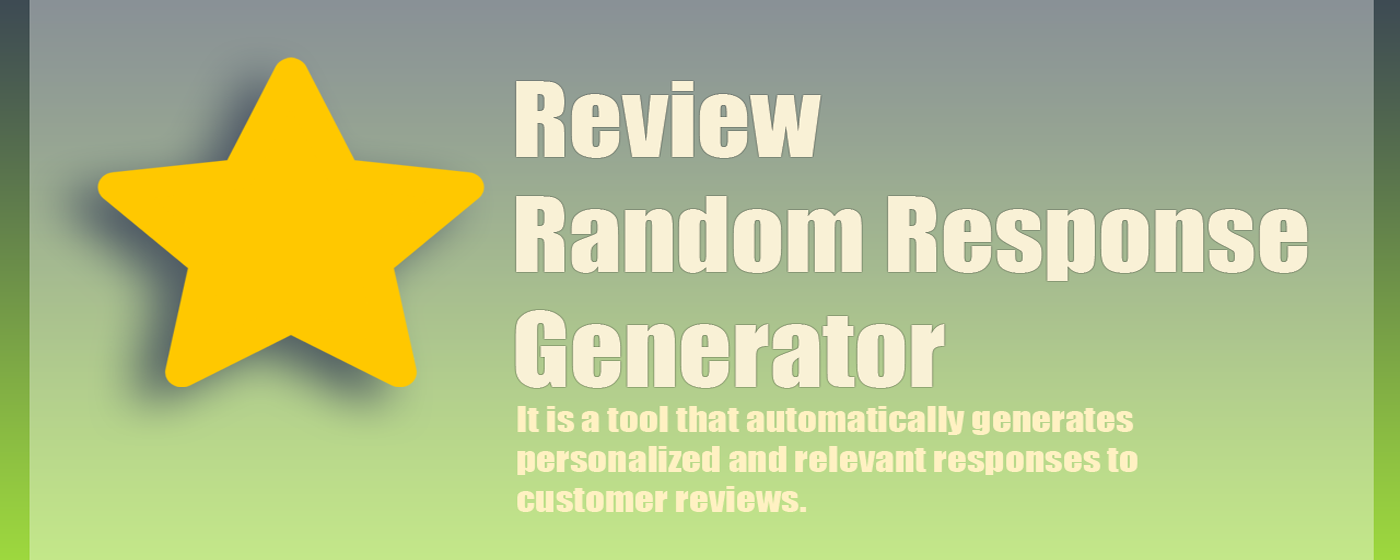 Review
Random Response
Generator
It is a tool that automatically generates
personalized and relevant responses to
customer reviews.